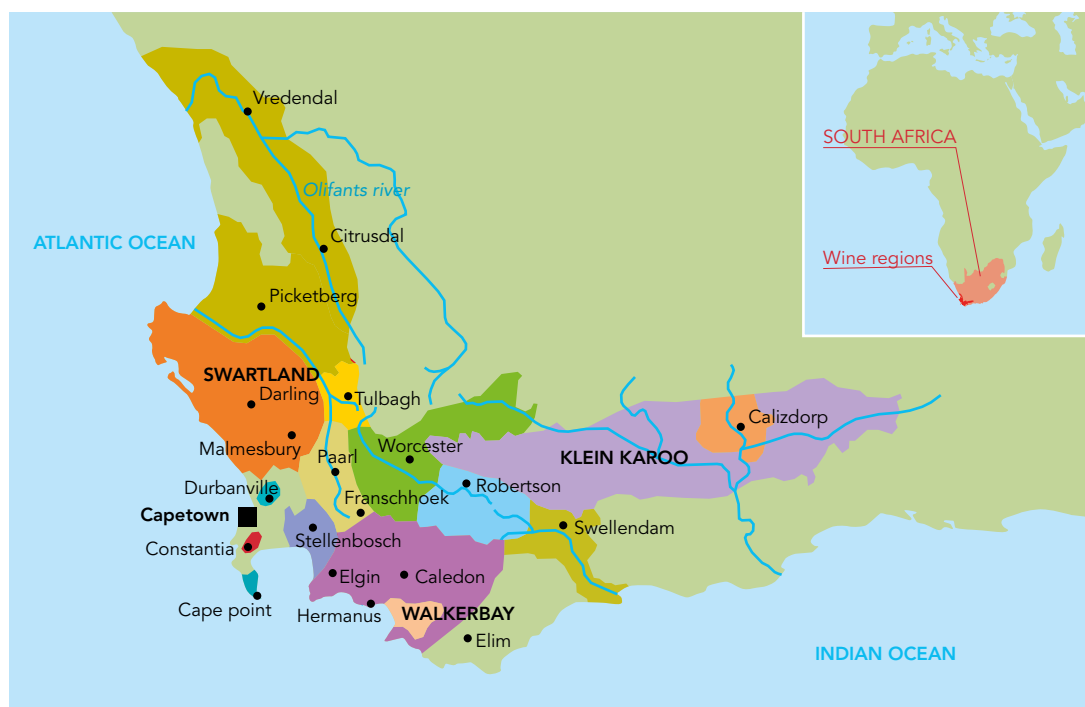 Vredendal
SOUTH AFRICA
Olifants river
ATLANTIC OCEAN
Citrusdal
Wine regions
Picketberg
SWARTLAND
Darling
Tulbagh
Calizdorp
Malmesbury
Worcester
Paarl
KLEIN KAROO
Durbanville
Robertson
Franschhoek
Capetown
Swellendam
Stellenbosch
Constantia
Elgin
Caledon
Cape point
Hermanus
WALKERBAY
Elim
INDIAN OCEAN